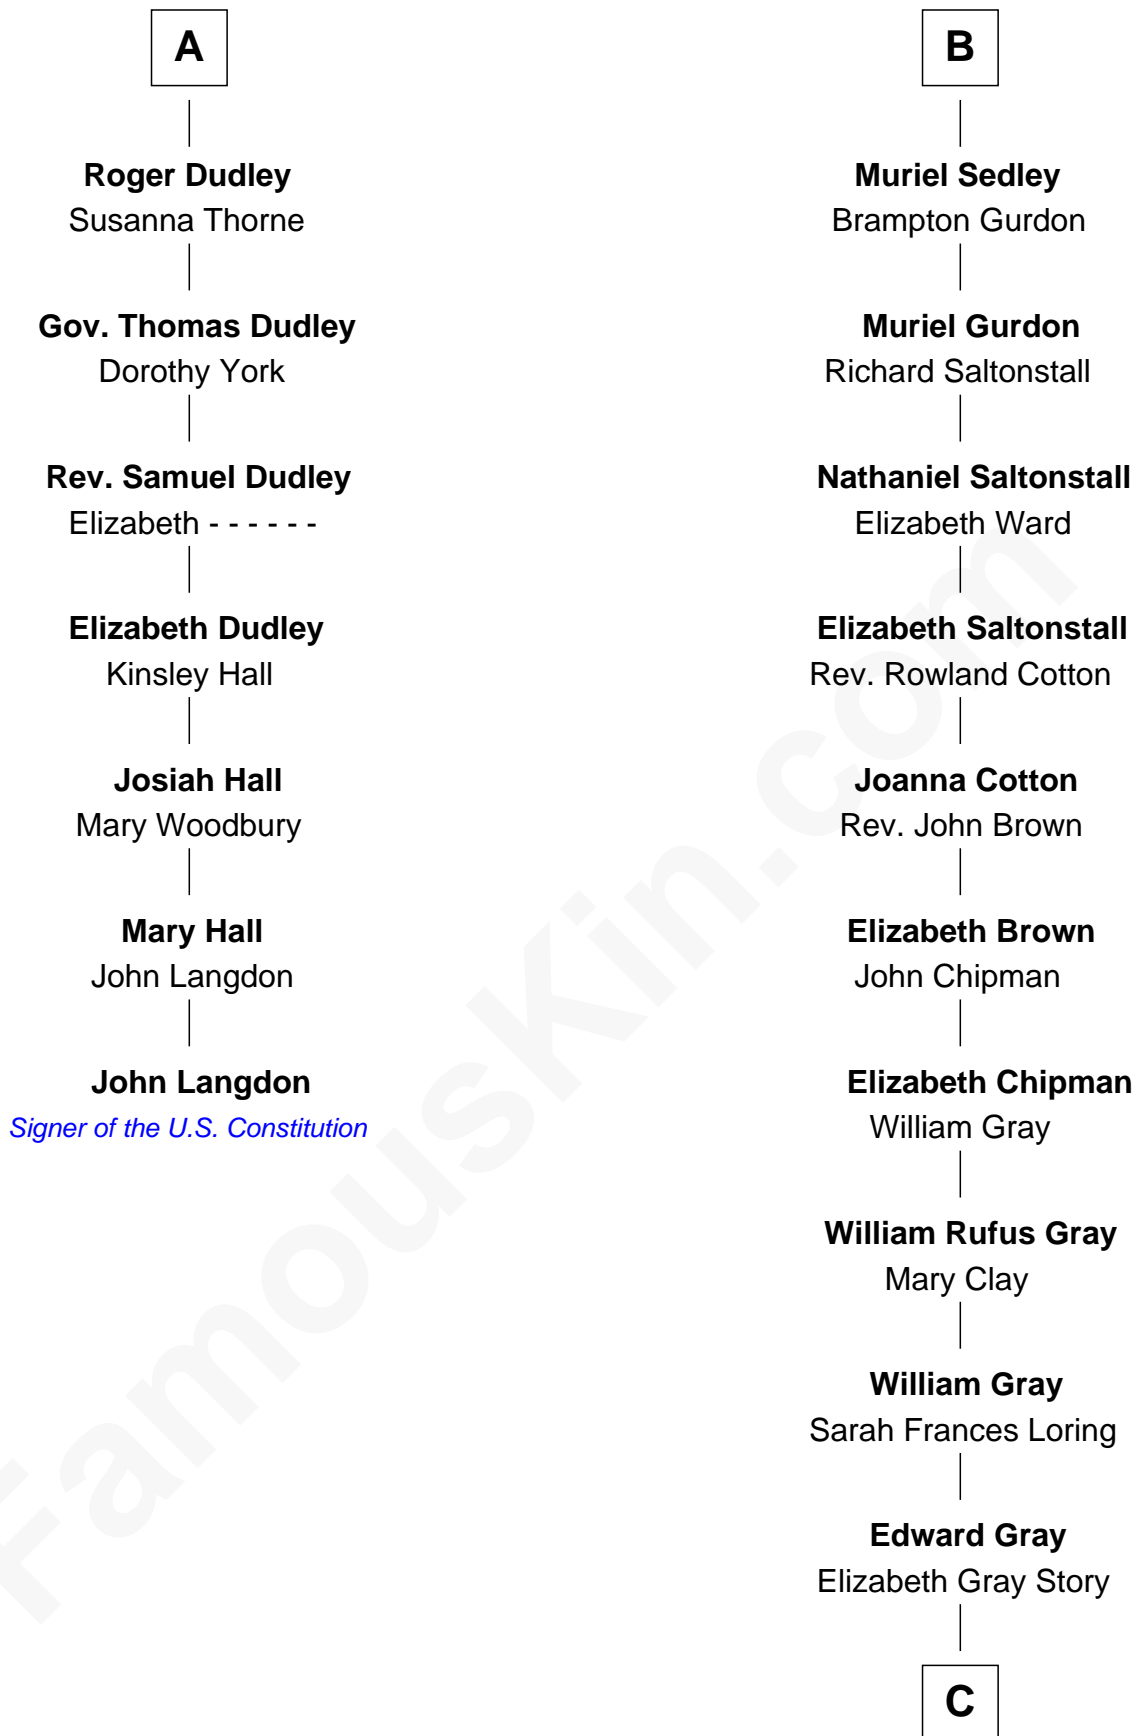 A
Roger Dudley
Susanna Thorne
Gov. Thomas Dudley
Dorothy York
Rev. Samuel Dudley
Elizabeth - - - - - -
Elizabeth Dudley
Kinsley Hall
Josiah Hall
Mary Woodbury
Mary Hall
John Langdon
John Langdon
Signer of the U.S. Constitution
B
Muriel Sedley
Brampton Gurdon
Muriel Gurdon
Richard Saltonstall
Nathaniel Saltonstall
Elizabeth Ward
Elizabeth Saltonstall
Rev. Rowland Cotton
Joanna Cotton
Rev. John Brown
Elizabeth Brown
John Chipman
Elizabeth Chipman
William Gray
William Rufus Gray
Mary Clay
William Gray
Sarah Frances Loring
Edward Gray
Elizabeth Gray Story
C
FamousKin.com